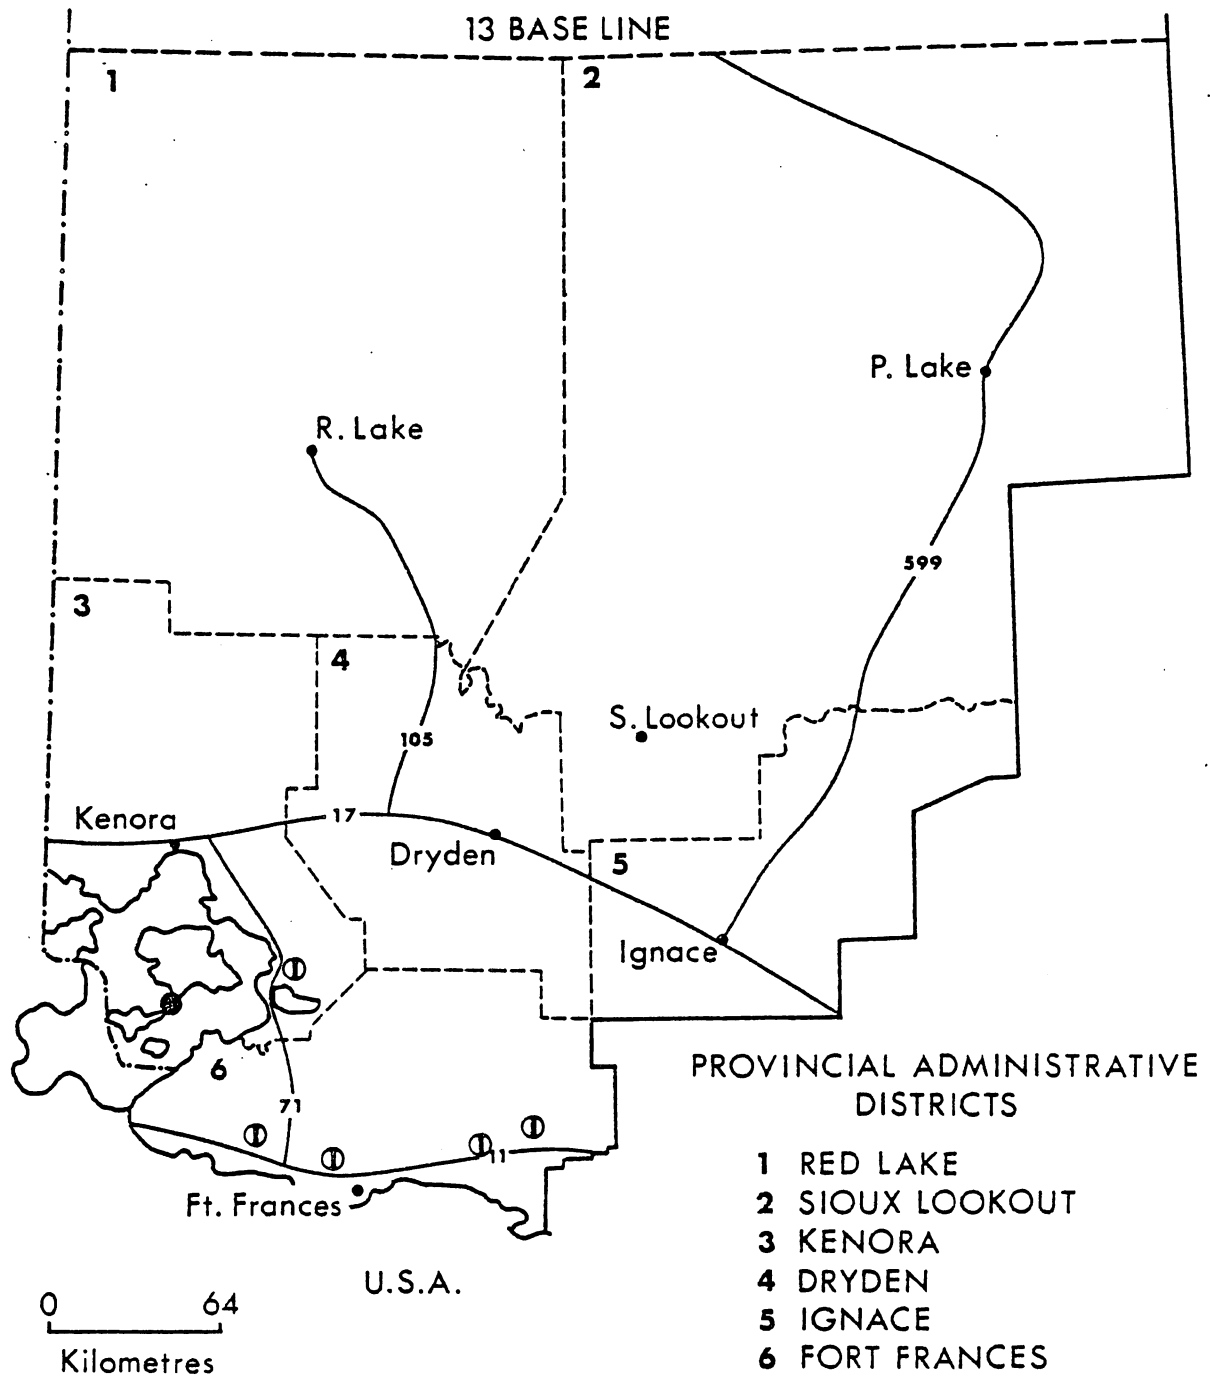 13 BASE LINE
1
2
P. Lake
R. Lake
599
3
4
S. Lookout
105
Kenora
17
Dryden
5
Ignace
6
71
11
Ft. Frances
U.S.A.
0 64
Kilometres
PROVINCIAL ADMINISTRATIVE
DISTRICTS
1 RED LAKE
2 SIOUX LOOKOUT
3 KENORA
4 DRYDEN
5 IGNACE
6 FORT FRANCES